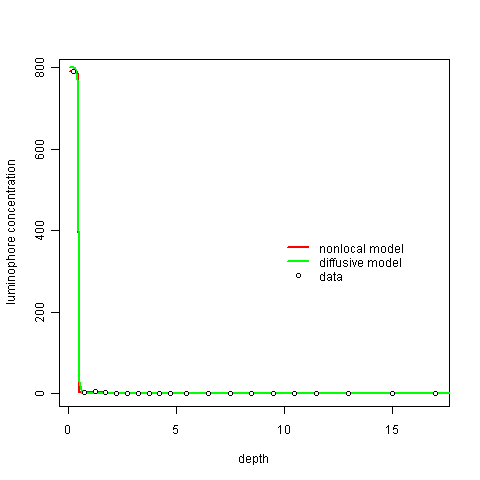 800
600
400
200
0
luminophore concentration
nonlocal model
diffusive model
data
0 5 10 15
depth